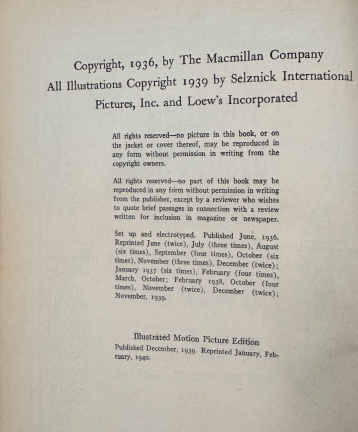 Copyright, 1936, by The Macmillan Company
All Illustrations Copyright 1939 by Selznick International
Pictures, Inc. and Loew's Incorporated
All rights reserved—no picture in this book, or on
the jacket or cover thereof, may be reproduced in
any form without permission in writing from the
copyright owners.
All rights reserved—no part of this book may be
reproduced in any form without permission in writing
from the publisher, except by a reviewer who wishes
to quote brief passages in connection with a review
written for inclusion in magazine or newspaper.
Set up and electrotyped. Published June, 1936.
Reprinted June (twice), July (three times), August
(six times), September (four times), October (six
times), November (three times), December (twice);
January 1937 (six times), February (four times),
March, October; February 1938, October (four
times), November (twice), December (twice);
November, 1939.
Illustrated Motion Picture Edition
Published December, 1939. Reprinted January, Feb-
ruary, 1940.